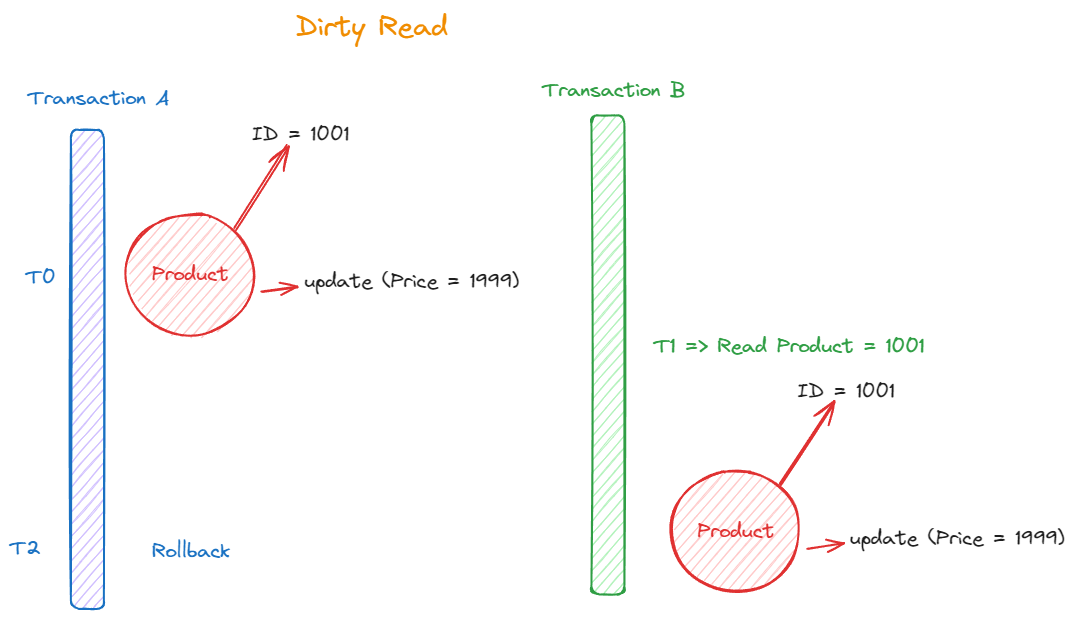 Dirty Read
Transaction A
Transaction B
ID = 1001
Product
T0
update (Price = 1999)
T1 => Read Product = 1001
ID = 1001
Product
update (Price = 1999)
T2
Rollback